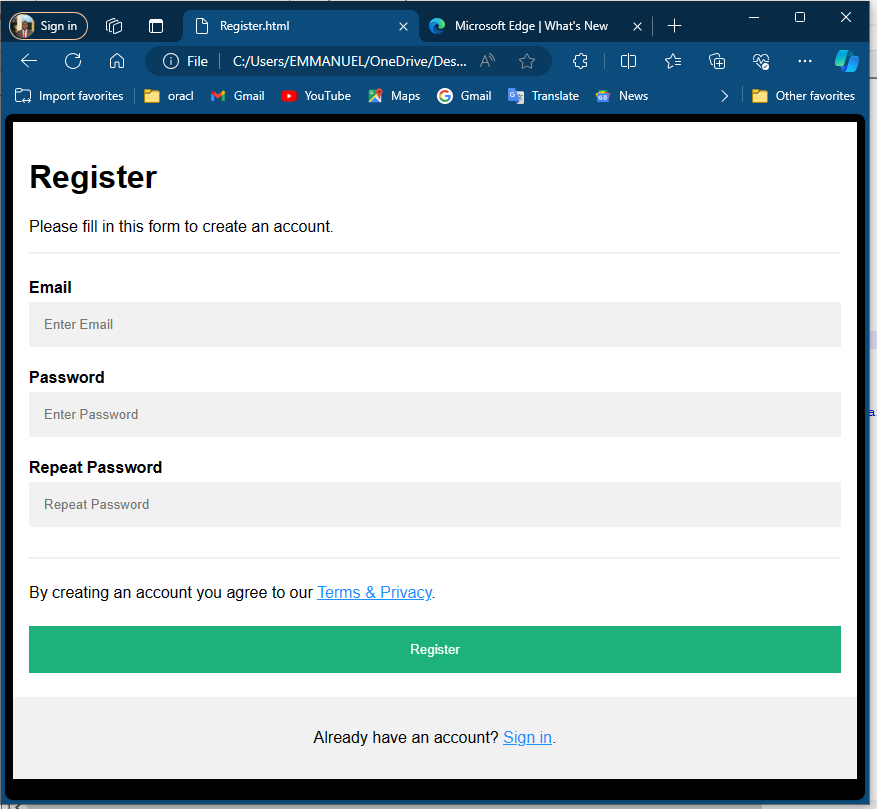 Sign in
Register.html
Microsoft Edge | What's New
File
C:/Users/EMMANUEL/OneDrive/Des...
Import favorites
oracl
Gmail
YouTube
Maps
Gmail
Translate
News
Other favorites
Register
Please fill in this form to create an account.
Email
Enter Email
Password
Enter Password
Repeat Password
Repeat Password
By creating an account you agree to our Terms & Privacy.
Register
Already have an account? Sign in.